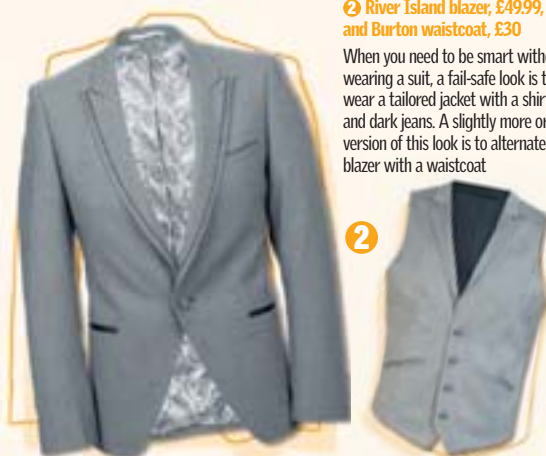 2 River Island blazer, £49.99,
and Burton waistcoat, £30
When you need to be smart
wearing a suit, a fail-safe look is
wear a tailored jacket with a
and dark jeans. A slightly more
version of this look is to alternate
blazer with a waistcoat
2